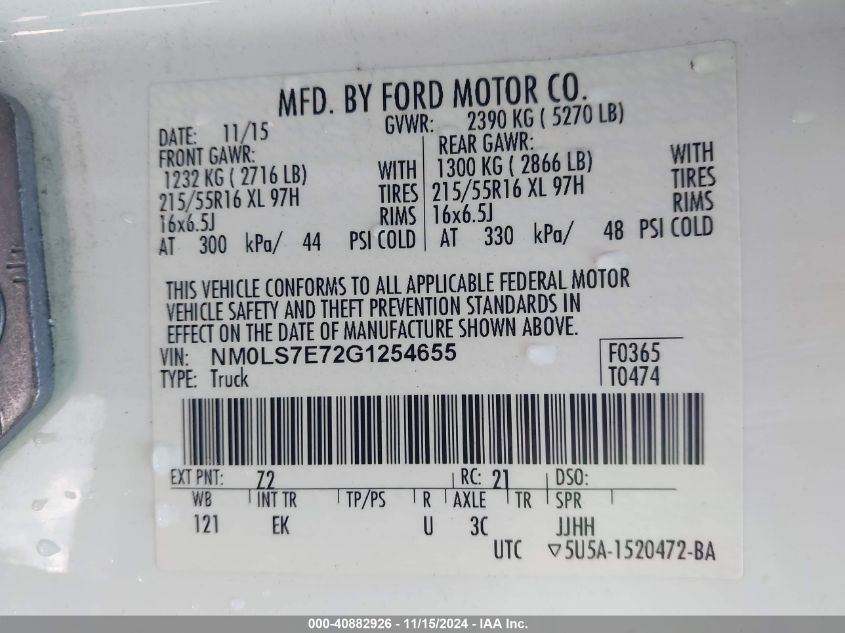 MFD. BY FORD MOTOR CO.
DATE: 11/15 GVWR: 2390 KG ( 5270 LB)
FRONT GAWR: REAR GAWR:
1232 KG ( 2716 LB) WITH 1300 KG ( 2866 LB) WITH
215/55R16 XL 97H TIRES 215/55R16 XL 97H TIRES
16x6.5J RIMS 16x6.5J RIMS
AT 300 kPa/ 44 PSI COLD AT 330 kPa/ 48 PSI COLD
THIS VEHICLE CONFORMS TO ALL APPLICABLE FEDERAL MOTOR
VEHICLE SAFETY AND THEFT PREVENTION STANDARDS IN
EFFECT ON THE DATE OF MANUFACTURE SHOWN ABOVE.
VIN: NM0LS7E72G1254655 F0365
TYPE: Truck T0474
EXT PNT: Z2 RC: 21 DSO:
WB INT TR TP/PS R AXLE TR SPR
121 EK U 3C JJHH
UTC ▽5U5A-1520472-BA
000-40882926 - 11/15/2024 - IAA Inc.